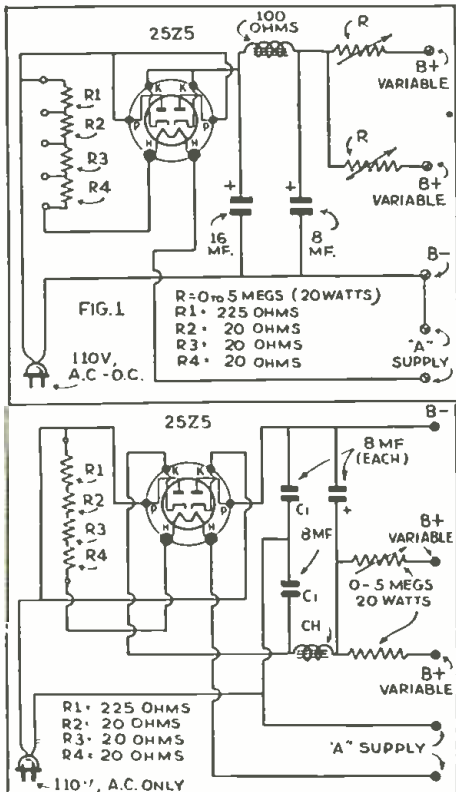 25Z5
100
OHMS
R
B+
VARIABLE
R1
R2
R3
R4
K K
P P
H H
R
B+
VARIABLE
+ +
16
MF.
8
MF.
B-
FIG.1
R=0 TO 5 MEGS (20 WATTS)
R1= 225 OHMS
R2= 20 OHMS
R3= 20 OHMS
R4= 20 OHMS
"A"
SUPPLY
110V,
A.C.-D.C.
25Z5
B-
R1
R2
R3
R4
K K
P P
H H
8 MF
(EACH)
C1
+
8MF
C1
B+
VARIABLE
0-5 MEGS
20 WATTS
CH
B+
VARIABLE
R1= 225 OHMS
R2= 20 OHMS
R3= 20 OHMS
R4= 20 OHMS
"A" SUPPLY
110V, A.C. ONLY